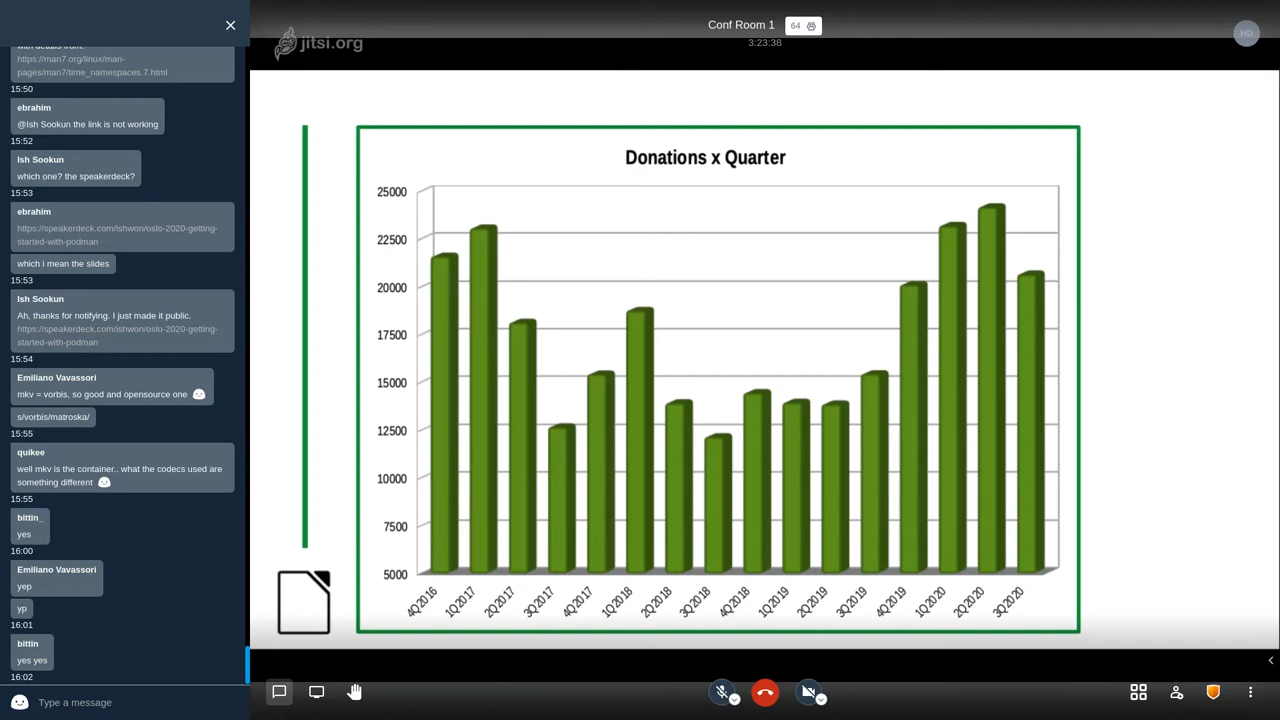 with details from:
https://man7.org/linux/man-
pages/man7/time_namespaces.7.html
15:50
ebrahim
@Ish Sookun the link is not working
15:52
Ish Sookun
which one? the speakerdeck?
15:53
ebrahim
https://speakerdeck.com/ishwon/oslo-2020-getting-
started-with-podman
which i mean the slides
15:53
Ish Sookun
Ah, thanks for notifying. I just made it public.
https://speakerdeck.com/ishwon/oslo-2020-getting-
started-with-podman
15:54
Emiliano Vavassori
mkv = vorbis, so good and opensource one
s/vorbis/matroska/
15:55
quikee
well mkv is the container.. what the codecs used are
something different
15:55
bittin_
yes
16:00
Emiliano Vavassori
yep
yp
16:01
bittin
yes yes
16:02
Type a message
jitsi.org
Conf Room 1
64
3:23:38
HD
Donations x Quarter
25000
22500
20000
17500
15000
12500
10000
7500
5000
4Q2016
1Q2017
2Q2017
3Q2017
4Q2017
1Q2018
2Q2018
3Q2018
4Q2018
1Q2019
2Q2019
3Q2019
4Q2019
1Q2020
2Q2020
3Q2020